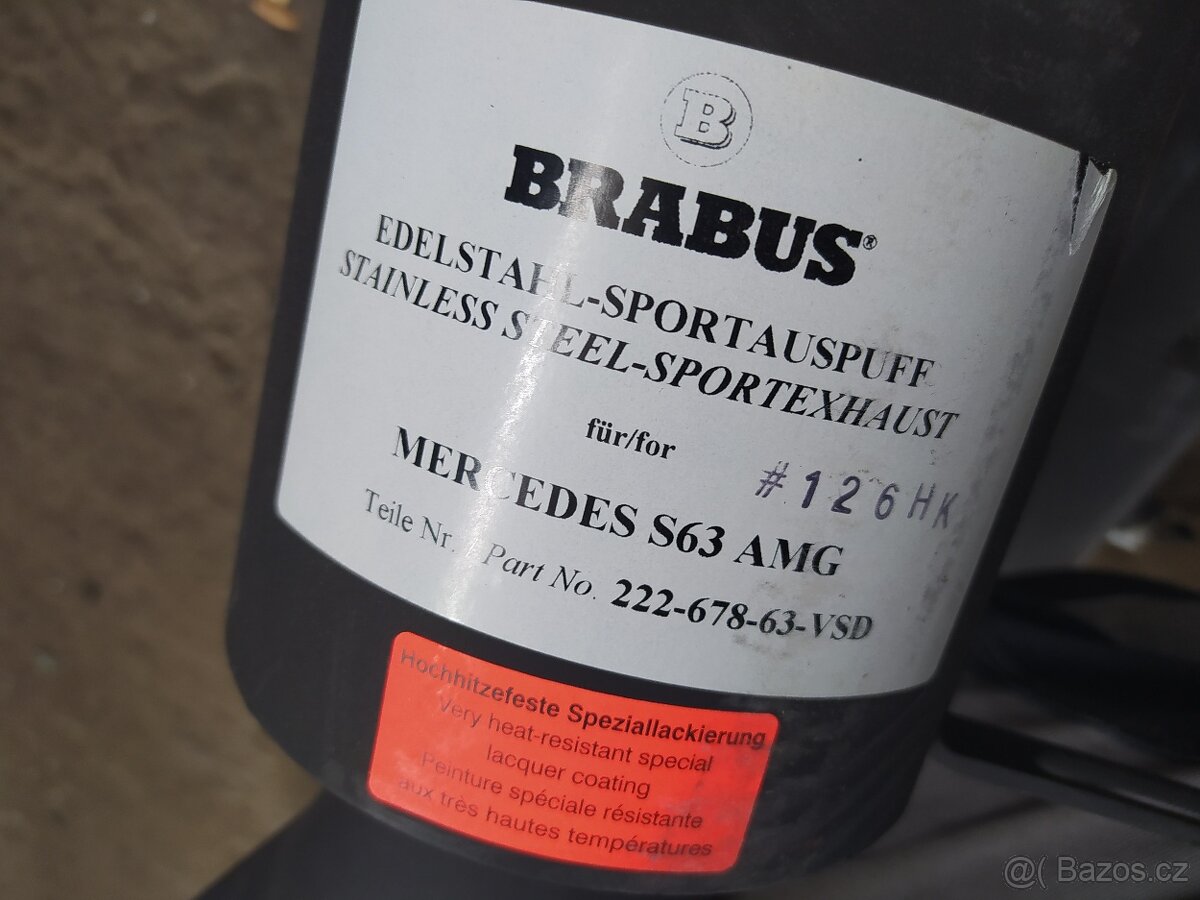 B
BRABUS®
EDELSTAHL-SPORTAUSPUFF
STAINLESS STEEL-SPORTEXHAUST
für/for
#126HK
MERCEDES S63 AMG
Teile Nr. / Part No. 222-678-63-VSD
Hochhitzefeste Speziallackierung
Very heat-resistant special
lacquer coating
Peinture spéciale résistante
aux très hautes températures
@( Bazos.cz